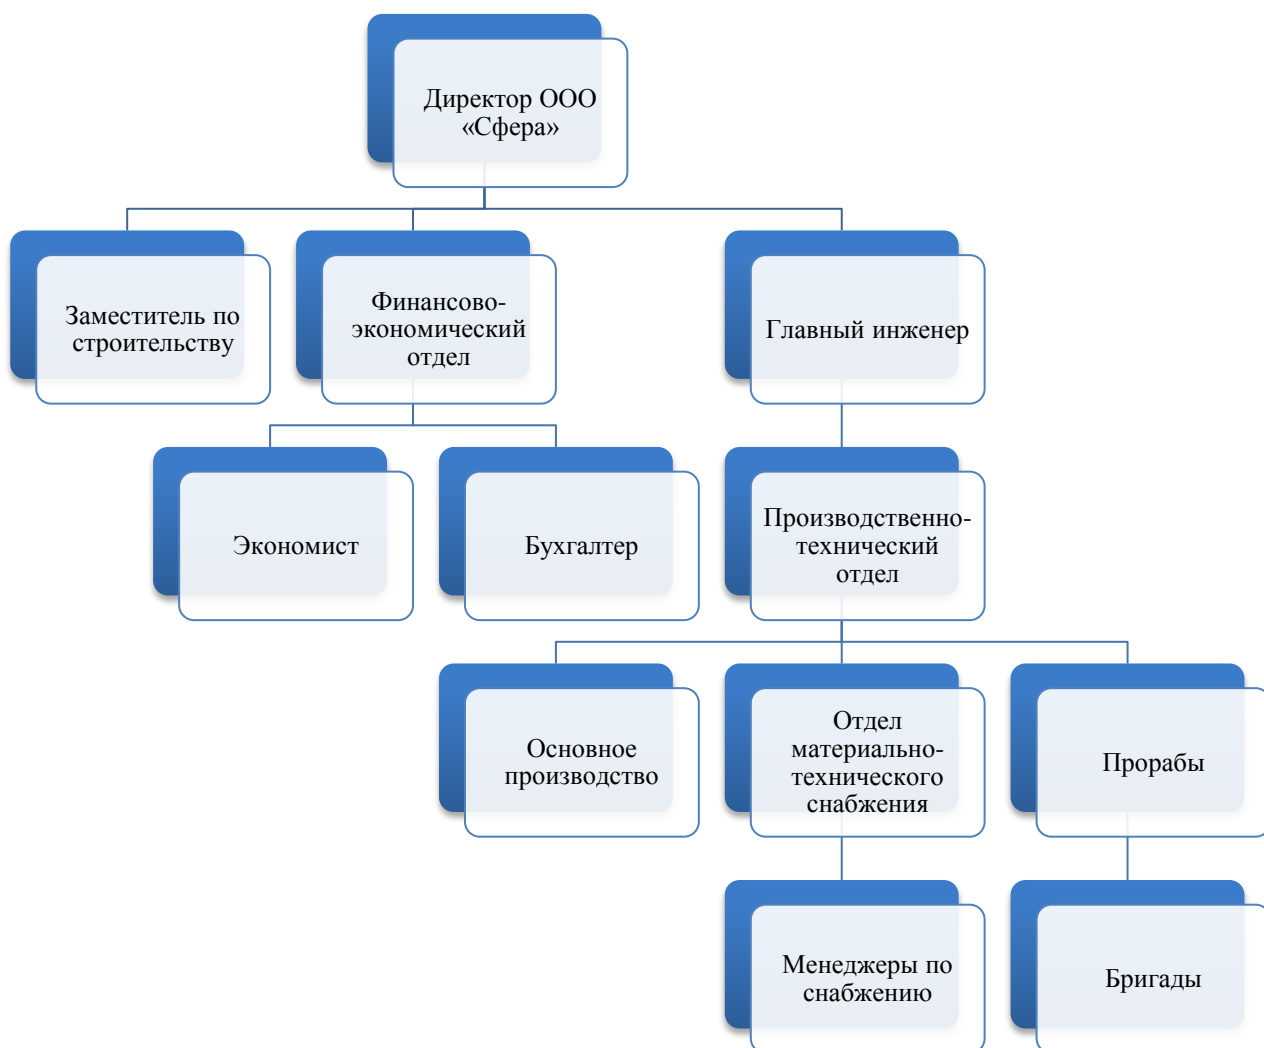 Директор ООО
«Сфера»
Заместитель по
строительству
Финансово-
экономический
отдел
Главный инженер
Экономист
Бухгалтер
Производственно-
технический
отдел
Основное
производство
Отдел
материально-
технического
снабжения
Прорабы
Менеджеры по
снабжению
Бригады